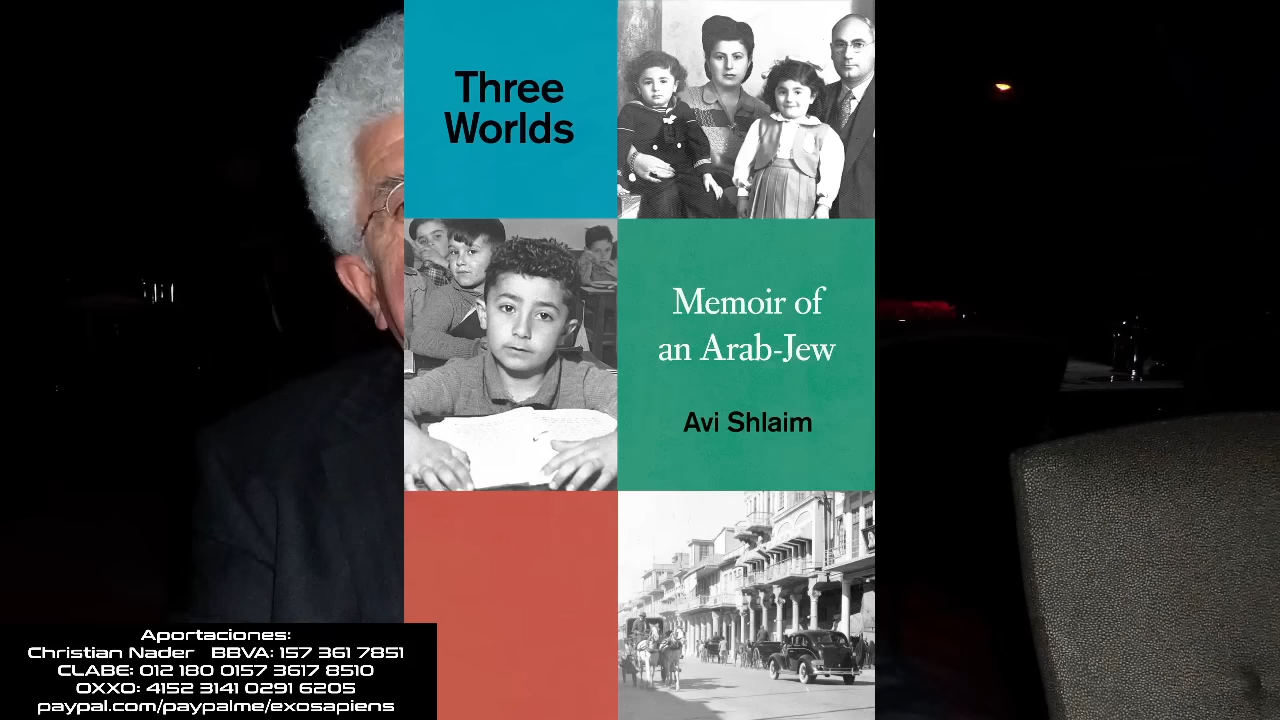 Three
Worlds
Memoir of
an Arab-Jew
Avi Shlaim
Aportaciones:
Christian Nader BBVA: 157 361 7851
CLABE: 012 180 0157 3617 8510
OXXO: 4152 3141 0291 6205
paypal.com/paypalme/exosapiens